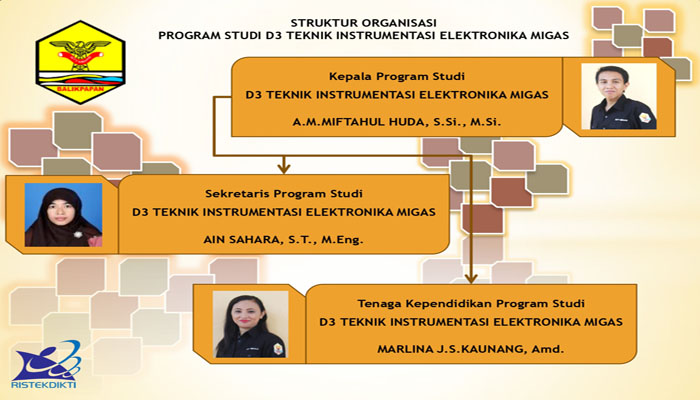 STRUKTUR ORGANISASI
PROGRAM STUDI D3 TEKNIK INSTRUMENTASI ELEKTRONIKA MIGAS
BALIKPAPAN
Kepala Program Studi
D3 TEKNIK INSTRUMENTASI ELEKTRONIKA MIGAS
A.M.MIFTAHUL HUDA, S.Si., M.Si.
Sekretaris Program Studi
D3 TEKNIK INSTRUMENTASI ELEKTRONIKA MIGAS
AIN SAHARA, S.T., M.Eng.
Tenaga Kependidikan Program Studi
D3 TEKNIK INSTRUMENTASI ELEKTRONIKA MIGAS
MARLINA J.S.KAUNANG, Amd.
RISTEKDIKTI